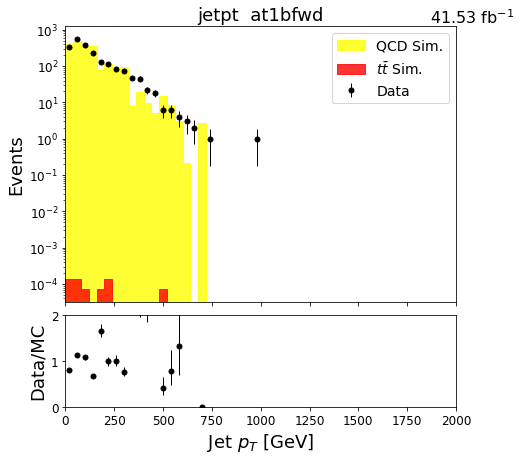 jetpt  at1bfwd
41.53 fb⁻¹
QCD Sim.
tt̄ Sim.
Data
Events
10³
10²
10¹
10⁰
10⁻¹
10⁻²
10⁻³
10⁻⁴
Data/MC
2
1
0
0 250 500 750 1000 1250 1500 1750 2000
Jet p_T [GeV]